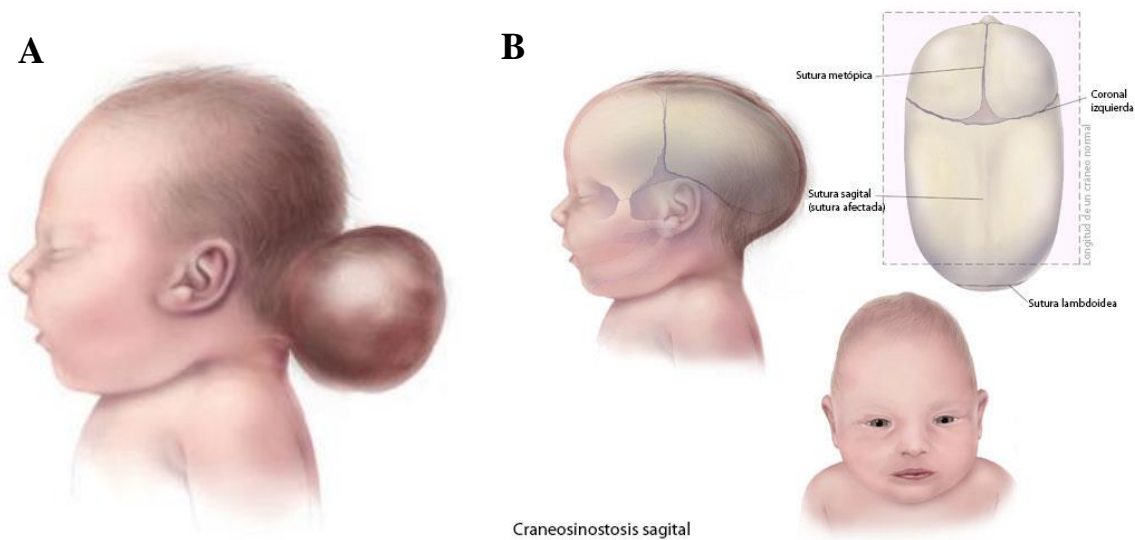 A
B
Sutura metópica
Coronal
izquierda
Sutura sagital
(sutura afectada)
Longitud de un cráneo normal
Sutura lambdoidea
Craneosinostosis sagital